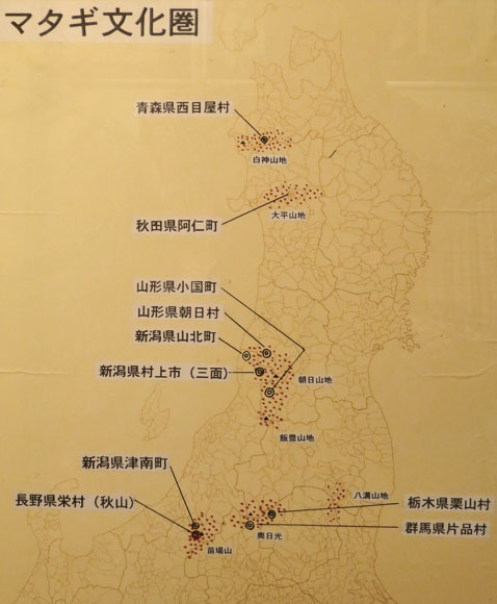 マタギ文化圏
青森県西目屋村
白神山地
大平山地
秋田県阿仁町
山形県小国町
山形県朝日村
新潟県山北町
新潟県村上市（三面）
朝日山地
飯豊山地
新潟県津南町
八溝山地
長野県栄村（秋山）
栃木県栗山村
群馬県片品村
奥日光
苗場山